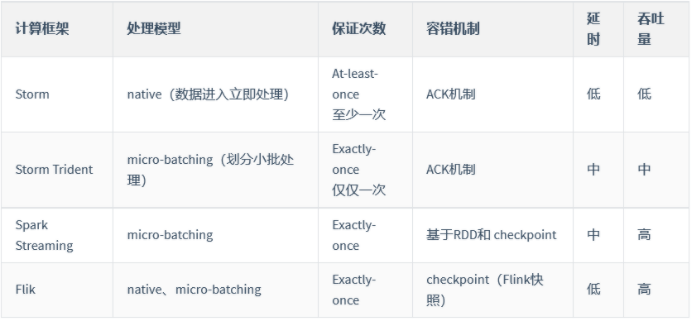 计算框架 处理模型 保证次数 容错机制 延时 吞吐量
Storm native（数据进入立即处理） At-least-once 至少一次 ACK机制 低 低
Storm Trident micro-batching（划分小批处理） Exactly-once 仅仅一次 ACK机制 中 中
Spark Streaming micro-batching Exactly-once 基于RDD和 checkpoint 中 高
Flik native、micro-batching Exactly-once checkpoint（Flink快照） 低 高